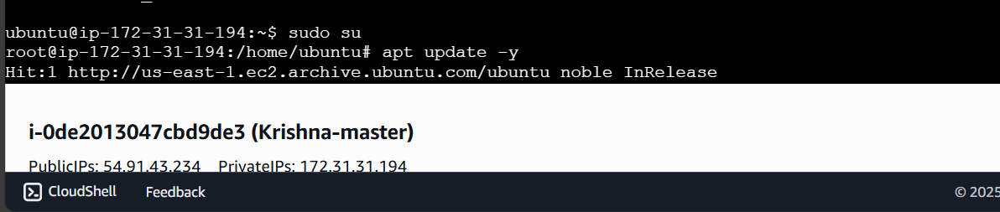 ubuntu@ip-172-31-31-194:~$ sudo su
root@ip-172-31-31-194:/home/ubuntu# apt update -y
Hit:1 http://us-east-1.ec2.archive.ubuntu.com/ubuntu noble InRelease
i-0de2013047cbd9de3 (Krishna-master)
PublicIPs: 54.91.43.234 PrivateIPs: 172.31.31.194
CloudShell Feedback © 2025